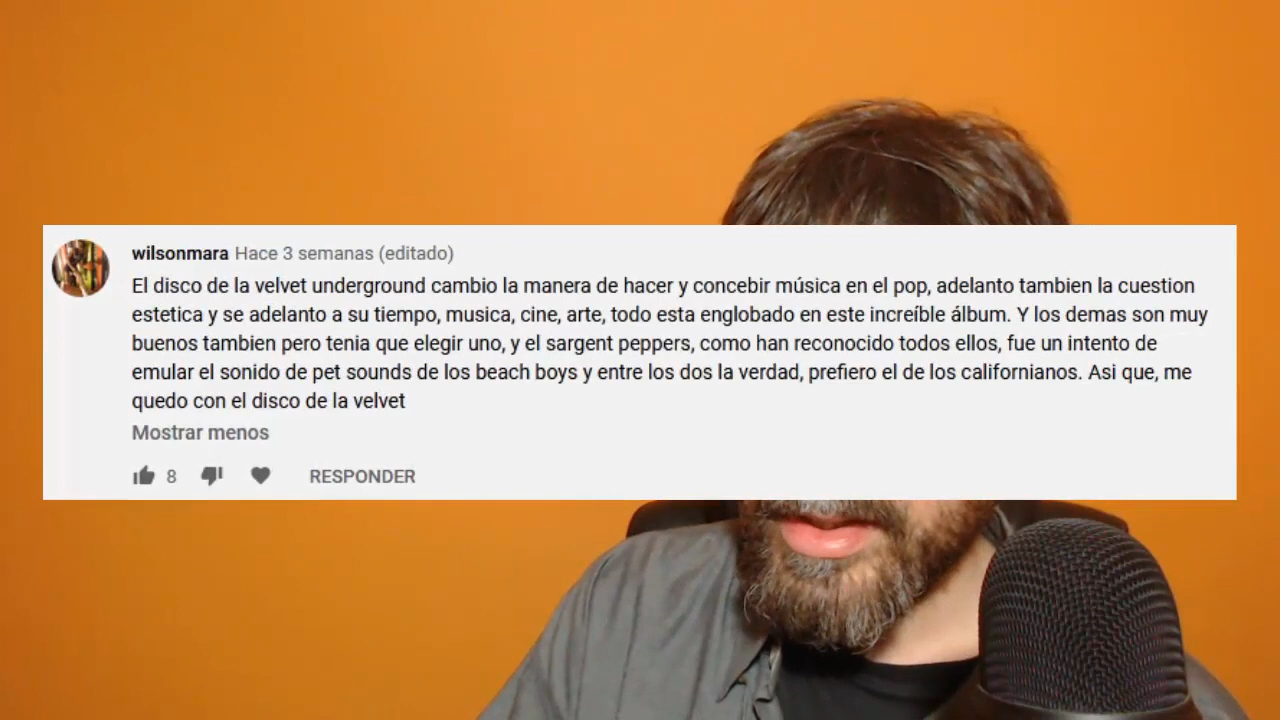 wilsonmara Hace 3 semanas (editado)
El disco de la velvet underground cambio la manera de hacer y concebir música en el pop, adelanto tambien la cuestion
estetica y se adelanto a su tiempo, musica, cine, arte, todo esta englobado en este increíble álbum. Y los demas son muy
buenos tambien pero tenia que elegir uno, y el sargent peppers, como han reconocido todos ellos, fue un intento de
emular el sonido de pet sounds de los beach boys y entre los dos la verdad, prefiero el de los californianos. Asi que, me
quedo con el disco de la velvet
Mostrar menos
8 RESPONDER